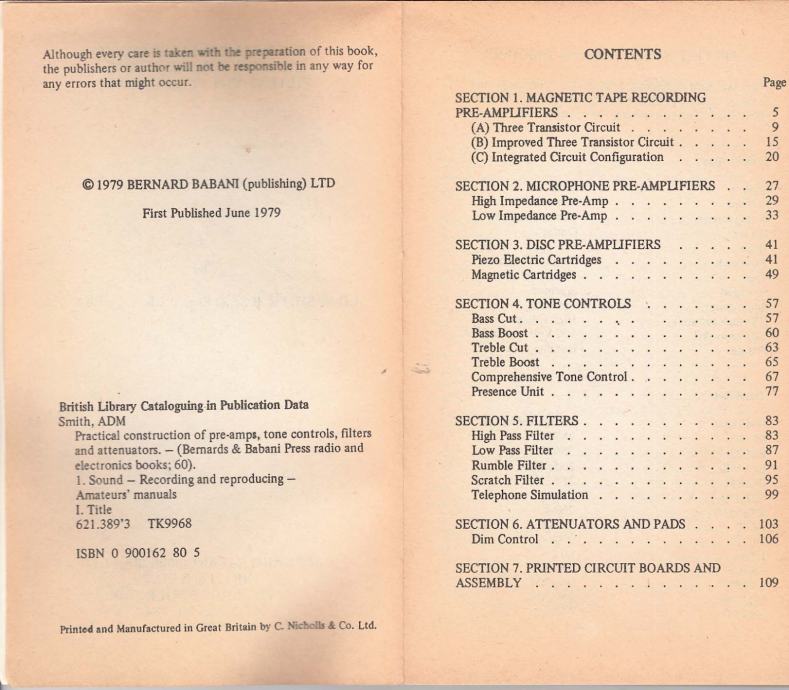 Although every care is taken with the preparation of this book,
the publishers or author will not be responsible in any way for
any errors that might occur.
© 1979 BERNARD BABANI (publishing) LTD
First Published June 1979
British Library Cataloguing in Publication Data
Smith, ADM
Practical construction of pre-amps, tone controls, filters
and attenuators. – (Bernards & Babani Press radio and
electronics books; 60).
1. Sound – Recording and reproducing –
Amateurs' manuals
I. Title
621.389'3 TK9968
ISBN 0 900162 80 5
Printed and Manufactured in Great Britain by C. Nicholls & Co. Ltd.
CONTENTS
Page
SECTION 1. MAGNETIC TAPE RECORDING
PRE-AMPLIFIERS . . . . . . . . . . . . 5
(A) Three Transistor Circuit . . . . . . . . 9
(B) Improved Three Transistor Circuit . . . . . 15
(C) Integrated Circuit Configuration . . . . . 20
SECTION 2. MICROPHONE PRE-AMPLIFIERS . . 27
High Impedance Pre-Amp . . . . . . . . . 29
Low Impedance Pre-Amp . . . . . . . . . 33
SECTION 3. DISC PRE-AMPLIFIERS . . . . . 41
Piezo Electric Cartridges . . . . . . . . . 41
Magnetic Cartridges . . . . . . . . . . . 49
SECTION 4. TONE CONTROLS . . . . . . . 57
Bass Cut . . . . . . . . . . . . . . 57
Bass Boost . . . . . . . . . . . . . 60
Treble Cut . . . . . . . . . . . . . 63
Treble Boost . . . . . . . . . . . . 65
Comprehensive Tone Control . . . . . . . . 67
Presence Unit . . . . . . . . . . . . 77
SECTION 5. FILTERS . . . . . . . . . . 83
High Pass Filter . . . . . . . . . . . 83
Low Pass Filter . . . . . . . . . . . 87
Rumble Filter . . . . . . . . . . . . 91
Scratch Filter . . . . . . . . . . . . 95
Telephone Simulation . . . . . . . . . . 99
SECTION 6. ATTENUATORS AND PADS . . . . 103
Dim Control . . . . . . . . . . . . . 106
SECTION 7. PRINTED CIRCUIT BOARDS AND
ASSEMBLY . . . . . . . . . . . . . . 109